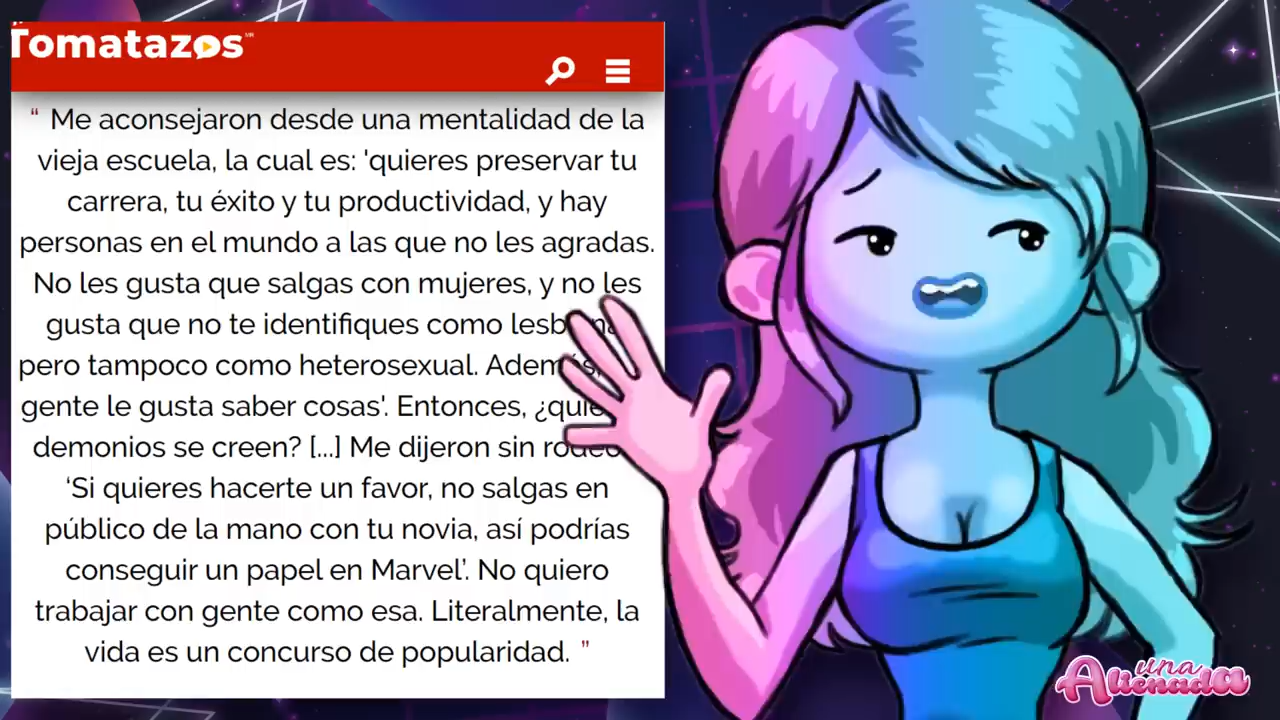 Tomatazos MR
“ Me aconsejaron desde una mentalidad de la
vieja escuela, la cual es: 'quieres preservar tu
carrera, tu éxito y tu productividad, y hay
personas en el mundo a las que no les agradas.
No les gusta que salgas con mujeres, y no les
gusta que no te identifiques como
pero tampoco como heterosexual.
gente le gusta saber cosas'. Entonces,
demonios se creen? [...] Me dijeron sin
‘Si quieres hacerte un favor, no salgas en
público de la mano con tu novia, así podrías
conseguir un papel en Marvel’. No quiero
trabajar con gente como esa. Literalmente, la
vida es un concurso de popularidad. ”
una
Alienada